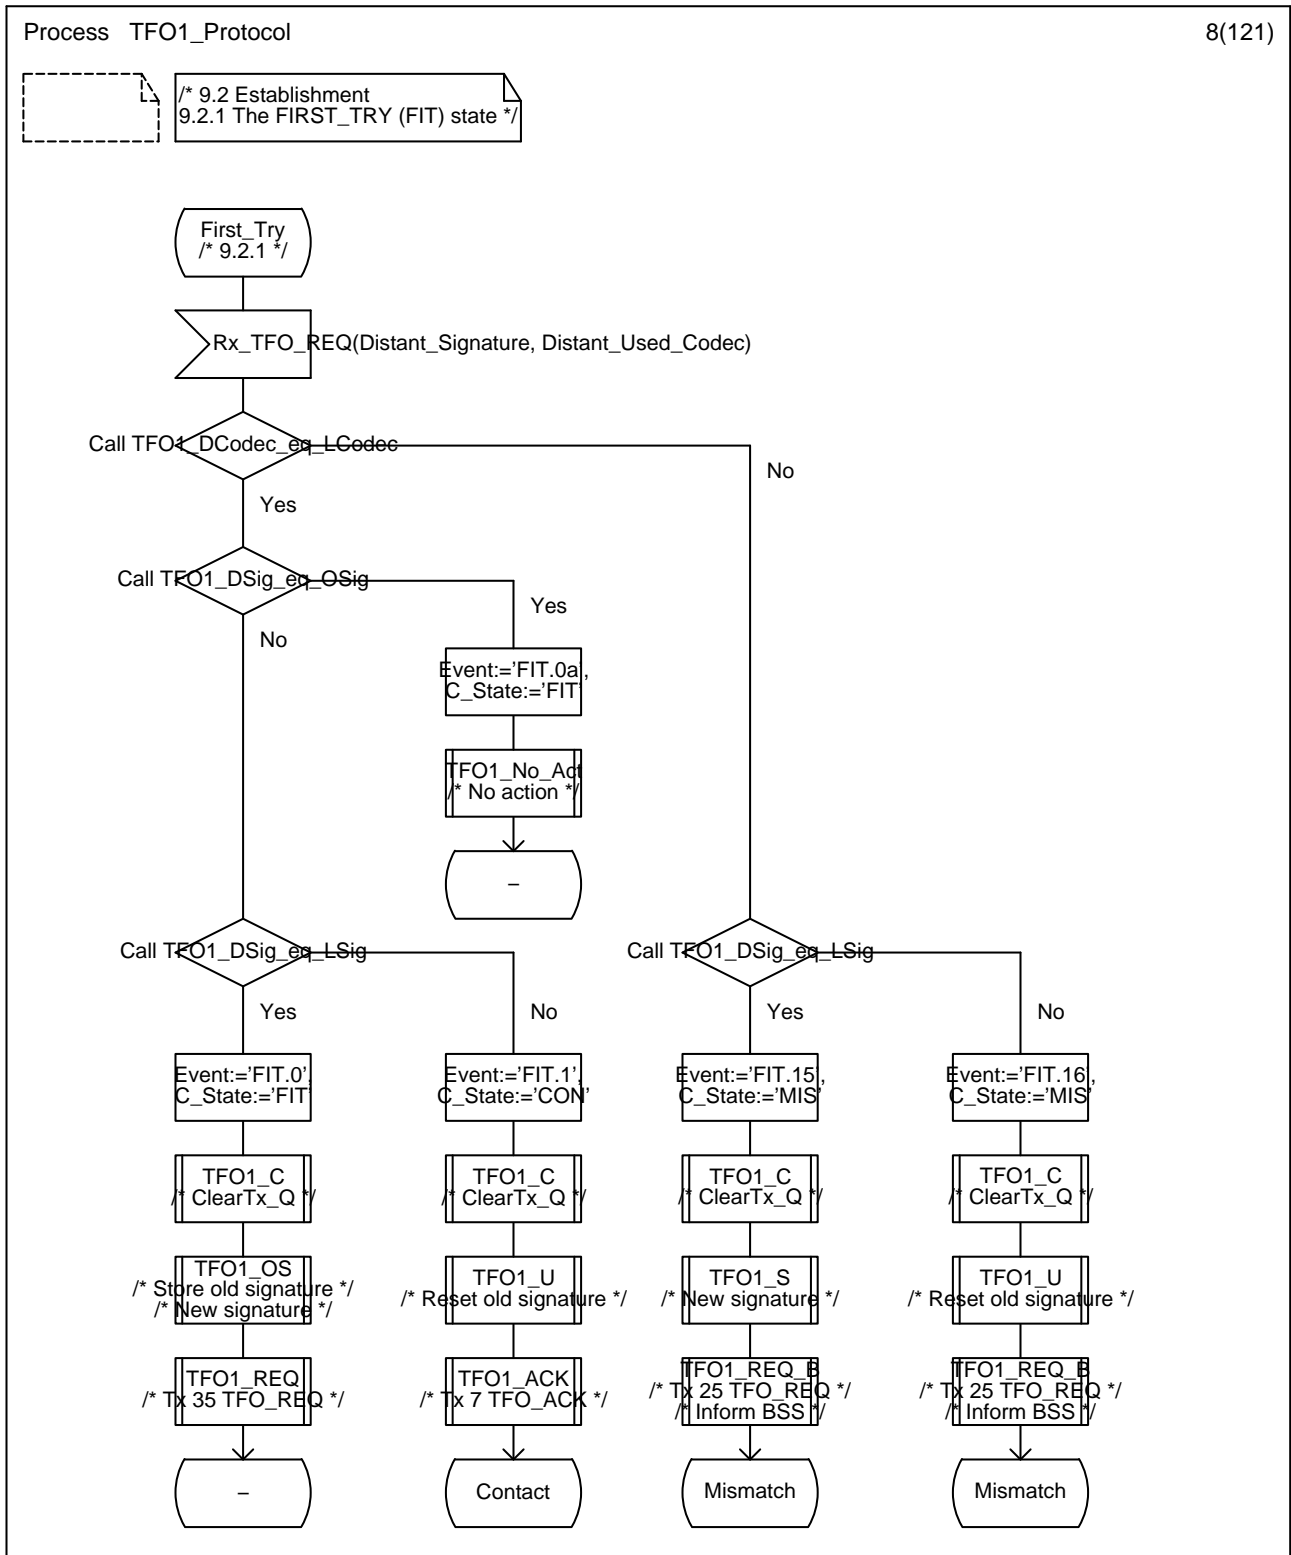 Process TFO1_Protocol
8(121)
/* 9.2 Establishment
9.2.1 The FIRST_TRY (FIT) state */
First_Try
/* 9.2.1 */
Rx_TFO_REQ(Distant_Signature, Distant_Used_Codec)
Call TFO1_DCodec_eq_LCodec
No
Yes
Call TFO1_DSig_eq_OSig
Yes
No
Event:='FIT.0a',
C_State:='FIT'
TFO1_No_Act
/* No action */
–
Call TFO1_DSig_eq_LSig
Call TFO1_DSig_eq_LSig
Yes
No
Yes
No
Event:='FIT.0',
C_State:='FIT'
Event:='FIT.1',
C_State:='CON'
Event:='FIT.15',
C_State:='MIS'
Event:='FIT.16',
C_State:='MIS'
TFO1_C
/* ClearTx_Q */
TFO1_C
/* ClearTx_Q */
TFO1_C
/* ClearTx_Q */
TFO1_C
/* ClearTx_Q */
TFO1_OS
/* Store old signature */
/* New signature */
TFO1_U
/* Reset old signature */
TFO1_S
/* New signature */
TFO1_U
/* Reset old signature */
TFO1_REQ
/* Tx 35 TFO_REQ */
TFO1_ACK
/* Tx 7 TFO_ACK */
TFO1_REQ_B
/* Tx 25 TFO_REQ */
/* Inform BSS */
TFO1_REQ_B
/* Tx 25 TFO_REQ */
/* Inform BSS */
–
Contact
Mismatch
Mismatch